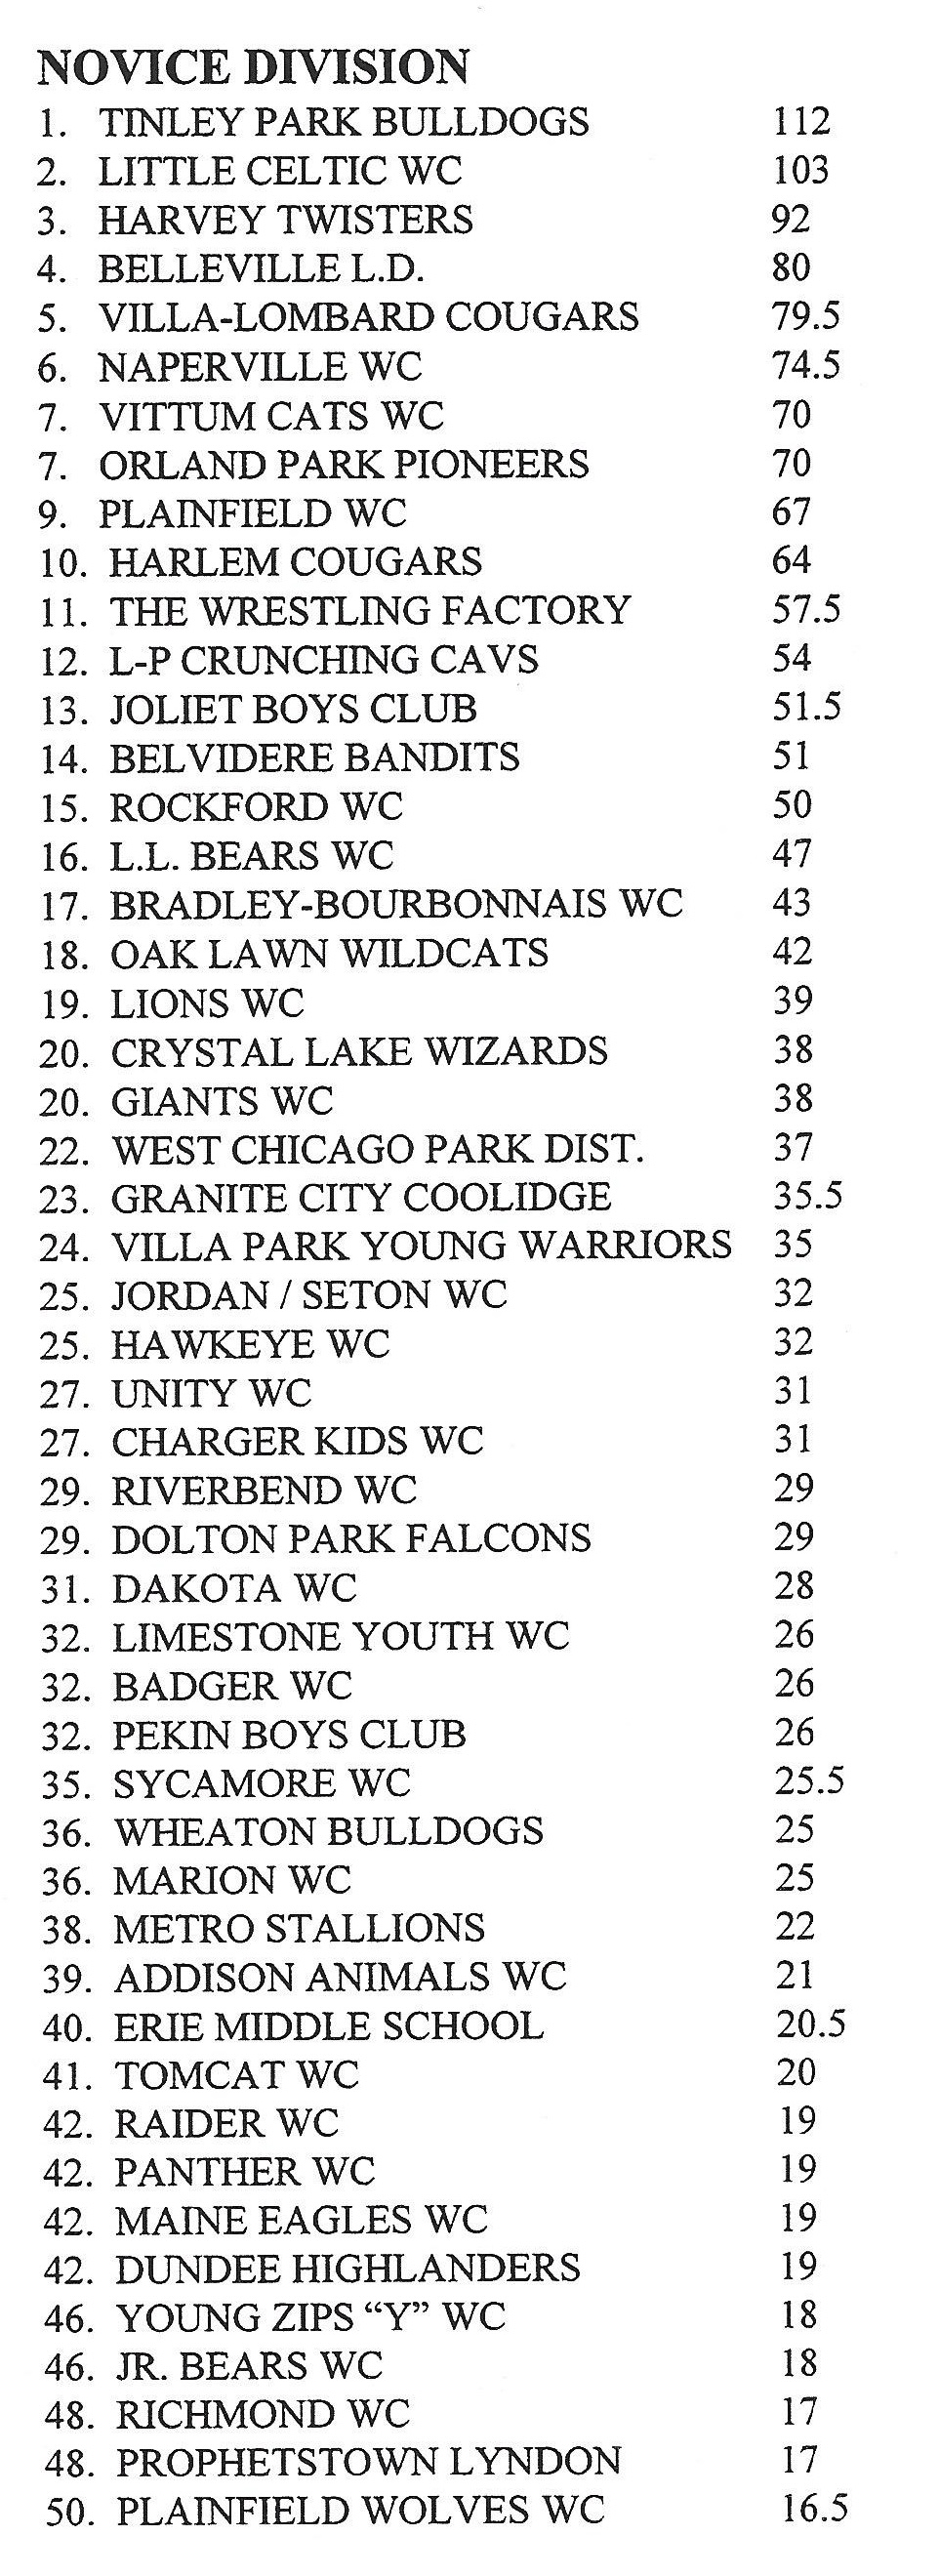 NOVICE DIVISION
1. TINLEY PARK BULLDOGS 112
2. LITTLE CELTIC WC 103
3. HARVEY TWISTERS 92
4. BELLEVILLE L.D. 80
5. VILLA-LOMBARD COUGARS 79.5
6. NAPERVILLE WC 74.5
7. VITTUM CATS WC 70
7. ORLAND PARK PIONEERS 70
9. PLAINFIELD WC 67
10. HARLEM COUGARS 64
11. THE WRESTLING FACTORY 57.5
12. L-P CRUNCHING CAVS 54
13. JOLIET BOYS CLUB 51.5
14. BELVIDERE BANDITS 51
15. ROCKFORD WC 50
16. L.L. BEARS WC 47
17. BRADLEY-BOURBONNAIS WC 43
18. OAK LAWN WILDCATS 42
19. LIONS WC 39
20. CRYSTAL LAKE WIZARDS 38
20. GIANTS WC 38
22. WEST CHICAGO PARK DIST. 37
23. GRANITE CITY COOLIDGE 35.5
24. VILLA PARK YOUNG WARRIORS 35
25. JORDAN / SETON WC 32
25. HAWKEYE WC 32
27. UNITY WC 31
27. CHARGER KIDS WC 31
29. RIVERBEND WC 29
29. DOLTON PARK FALCONS 29
31. DAKOTA WC 28
32. LIMESTONE YOUTH WC 26
32. BADGER WC 26
32. PEKIN BOYS CLUB 26
35. SYCAMORE WC 25.5
36. WHEATON BULLDOGS 25
36. MARION WC 25
38. METRO STALLIONS 22
39. ADDISON ANIMALS WC 21
40. ERIE MIDDLE SCHOOL 20.5
41. TOMCAT WC 20
42. RAIDER WC 19
42. PANTHER WC 19
42. MAINE EAGLES WC 19
42. DUNDEE HIGHLANDERS 19
46. YOUNG ZIPS “Y” WC 18
46. JR. BEARS WC 18
48. RICHMOND WC 17
48. PROPHETSTOWN LYNDON 17
50. PLAINFIELD WOLVES WC 16.5